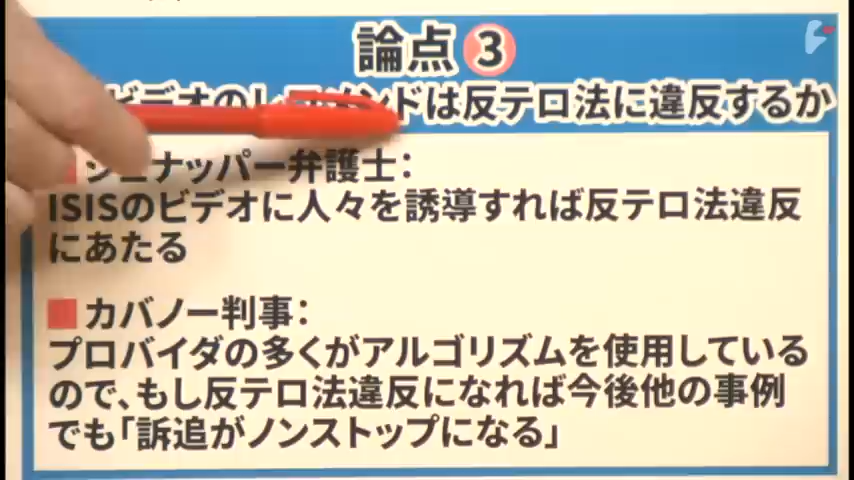 論点③
ビデオのレコメンドは反テロ法に違反するか
■シュナッパー弁護士：
ISISのビデオに人々を誘導すれば反テロ法違反
にあたる
■カバノー判事：
プロバイダの多くがアルゴリズムを使用している
ので、もし反テロ法違反になれば今後他の事例
でも「訴追がノンストップになる」